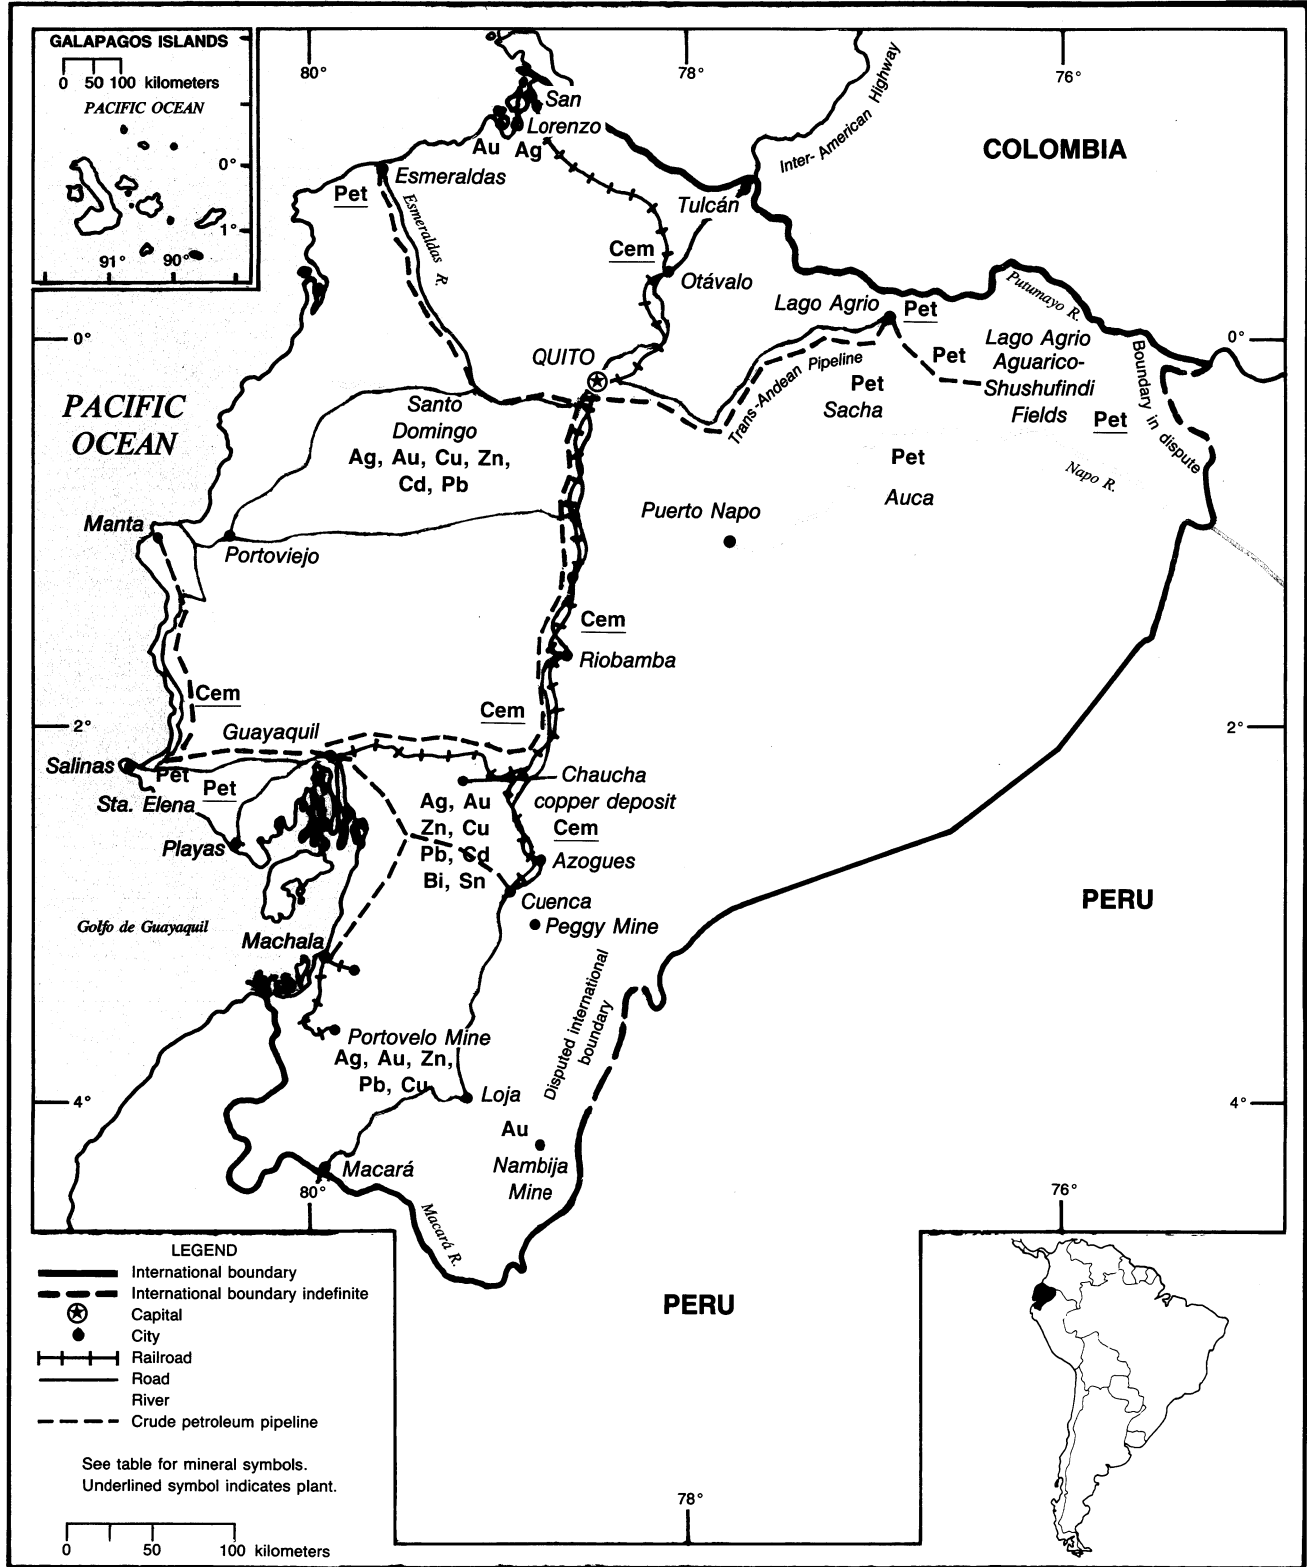 GALAPAGOS ISLANDS
0 50 100 kilometers
PACIFIC OCEAN
0°
1°
91° 90°
80°
78°
76°
San
Lorenzo
Au Ag
Inter-American Highway
COLOMBIA
Esmeraldas
Pet
Esmeraldas R.
Tulcán
Cem
Otávalo
Lago Agrio
Pet
Putumayo R.
0°
0°
Lago Agrio
Aguarico-
Shushufindi
Fields
Pet
Boundary in dispute
QUITO
Trans-Andean Pipeline
Pet
Sacha
Pet
PACIFIC
OCEAN
Santo
Domingo
Ag, Au, Cu, Zn,
Cd, Pb
Pet
Auca
Napo R.
Manta
Portoviejo
Puerto Napo
Cem
Riobamba
Cem
Cem
2°
2°
Guayaquil
Salinas
Pet
Pet
Sta. Elena
Playas
Chaucha
copper deposit
Ag, Au
Zn, Cu
Pb, Cd
Bi, Sn
Cem
Azogues
Cuenca
Peggy Mine
PERU
Golfo de Guayaquil
Machala
Disputed international
boundary
Portovelo Mine
Ag, Au, Zn,
Pb, Cu
Loja
4°
4°
Au
Nambija
Mine
Macará
80°
76°
Macará R.
LEGEND
International boundary
International boundary indefinite
Capital
City
Railroad
Road
River
Crude petroleum pipeline
See table for mineral symbols.
Underlined symbol indicates plant.
0 50 100 kilometers
PERU
78°